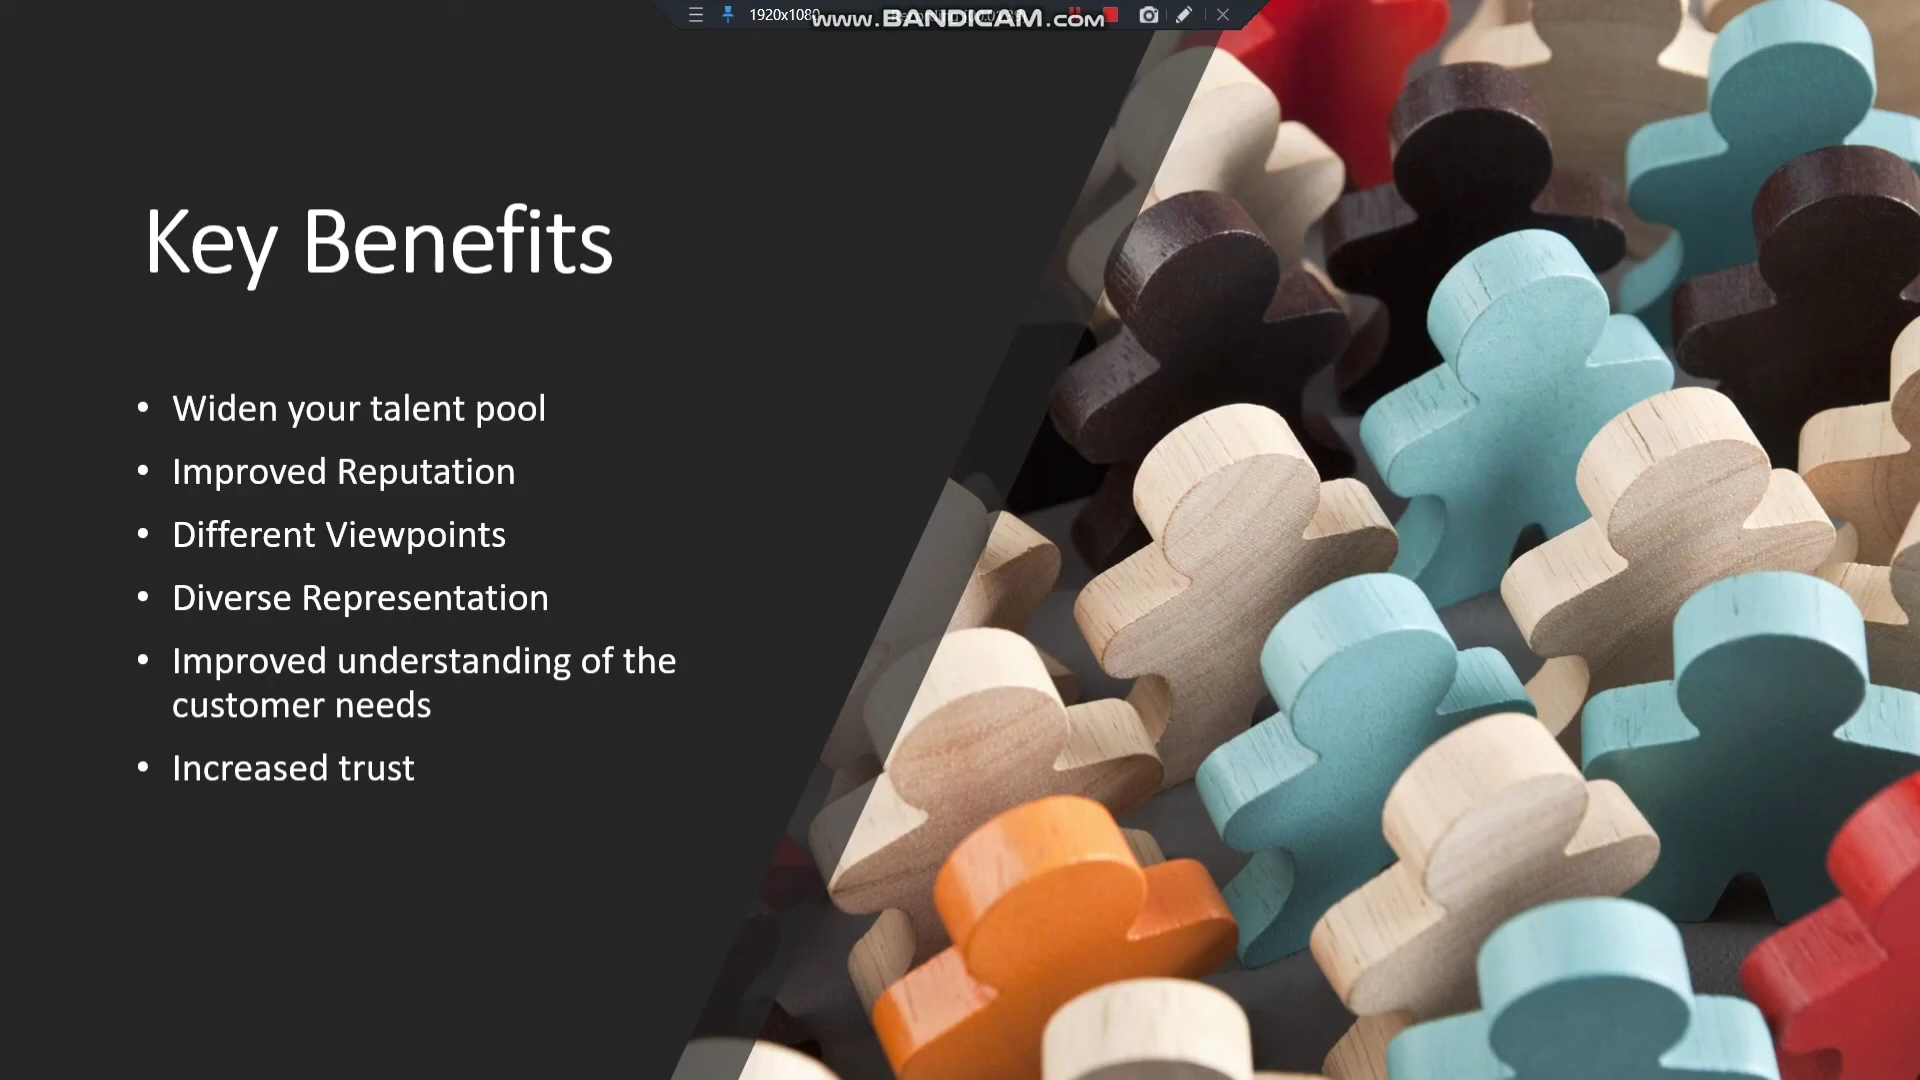 1920x1080
www.BANDICAM.com
Key Benefits
• Widen your talent pool
• Improved Reputation
• Different Viewpoints
• Diverse Representation
• Improved understanding of the
customer needs
• Increased trust